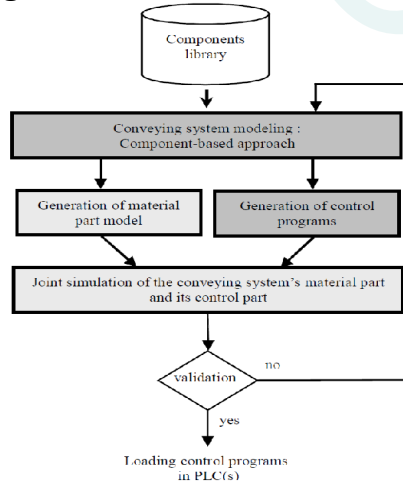 Components
library
Conveying system modeling :
Component-based approach
Generation of material
part model
Generation of control
programs
Joint simulation of the conveying system's material part
and its control part
validation
no
yes
Loading control programs
in PLC(s)